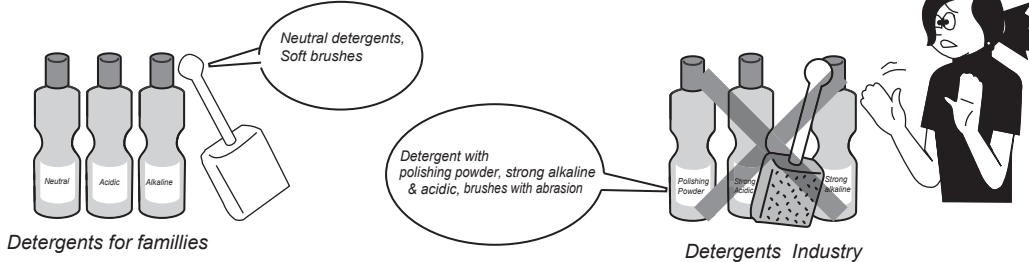 Neutral detergents,
Soft brushes
Neutral
Acidic
Alkaline
Detergents for famillies
Detergent with
polishing powder, strong alkaline
& acidic, brushes with abrasion
Polishing
Powder
Strong
Acidic
Strong
alkaline
Detergents Industry